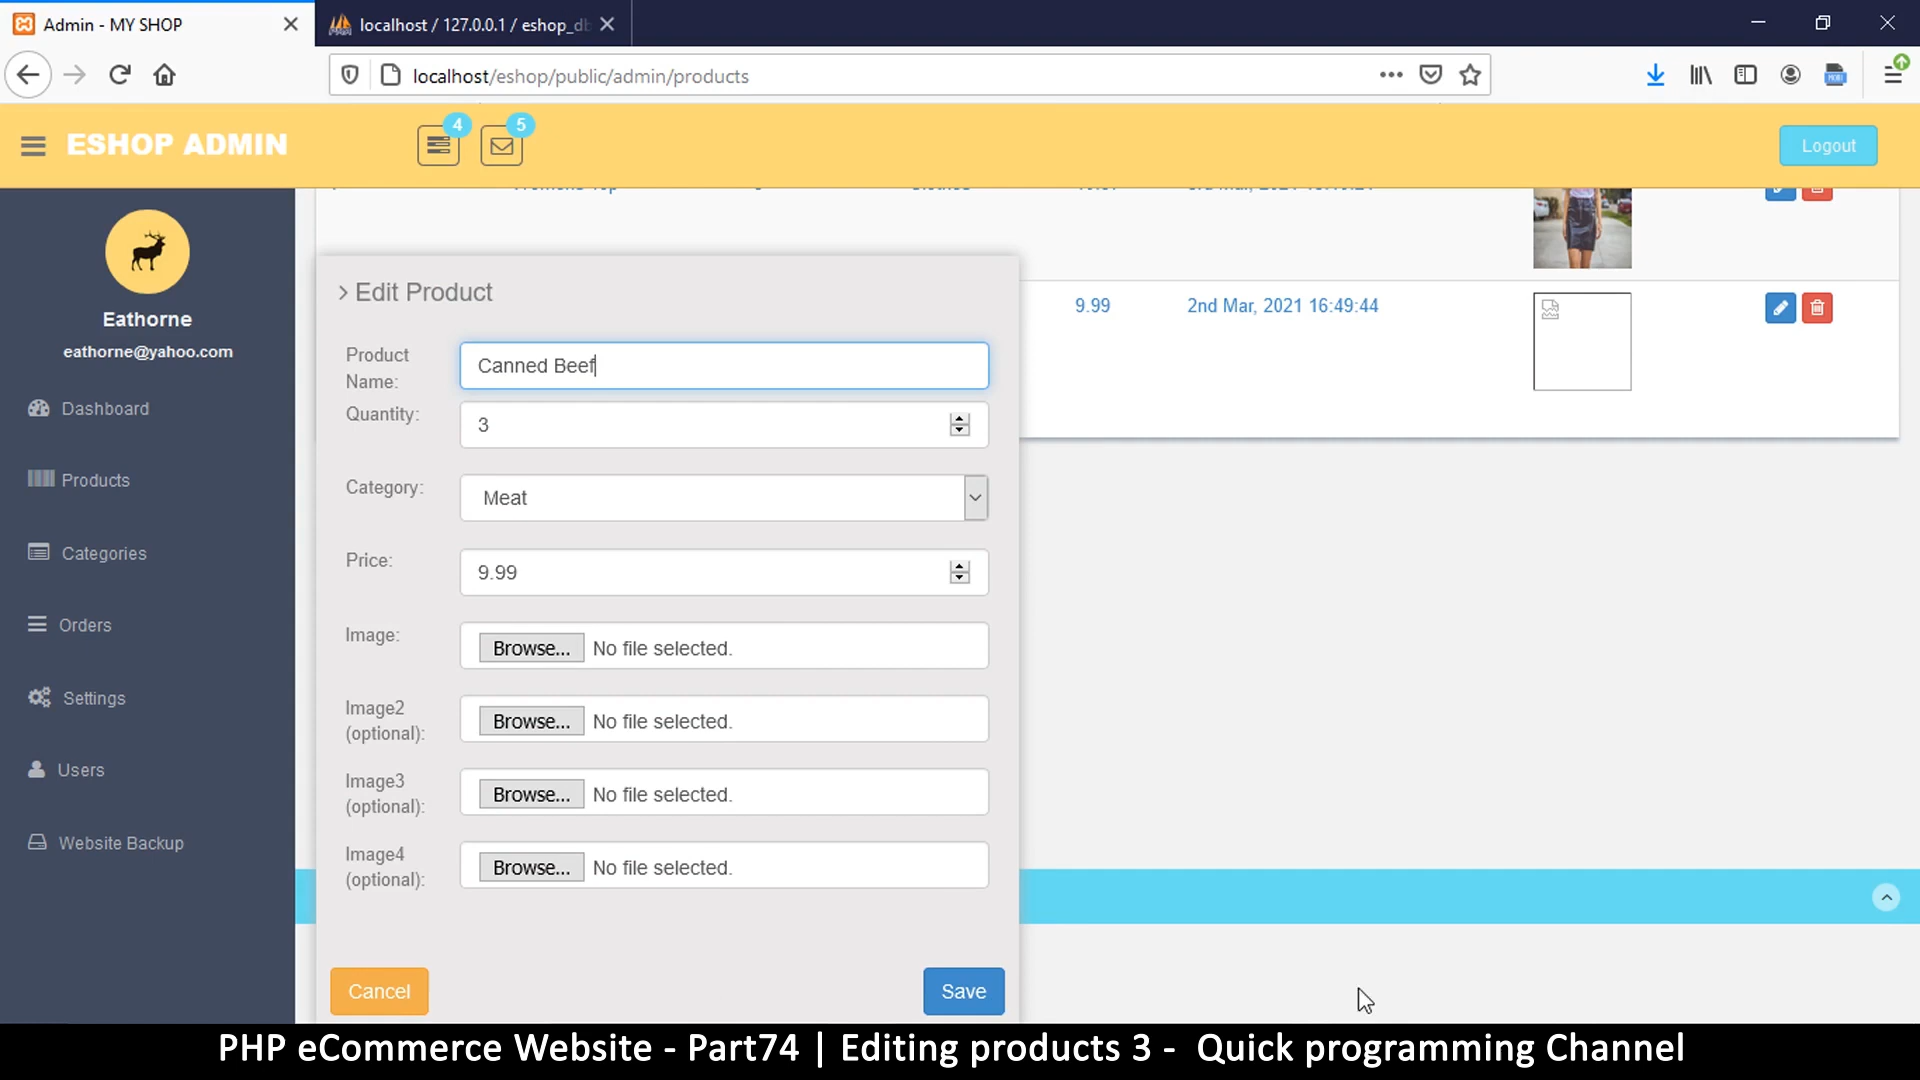 Admin - MY SHOP
localhost / 127.0.0.1 / eshop_db
localhost/eshop/public/admin/products
ESHOP ADMIN
4
5
Logout
Eathorne
eathorne@yahoo.com
Dashboard
Products
Categories
Orders
Settings
Users
Website Backup
9.99 2nd Mar, 2021 16:49:44
Edit Product
Product Name: Canned Beef
Quantity: 3
Category: Meat
Price: 9.99
Image: Browse... No file selected.
Image2 (optional): Browse... No file selected.
Image3 (optional): Browse... No file selected.
Image4 (optional): Browse... No file selected.
Cancel
Save
PHP eCommerce Website - Part74 | Editing products 3 - Quick programming Channel